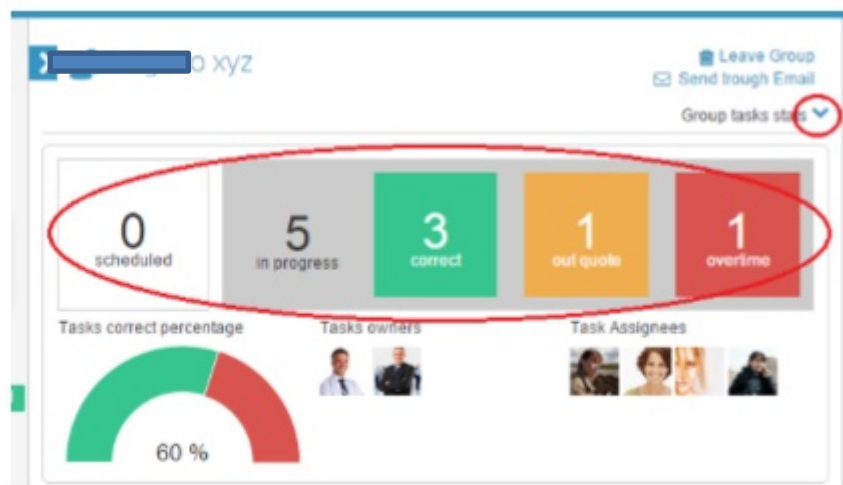 o xyz
Leave Group
Send trough Email
Group tasks stats
0
scheduled
5
in progress
3
correct
1
out quote
1
overtime
Tasks correct percentage
Tasks owners
Task Assignees
60 %